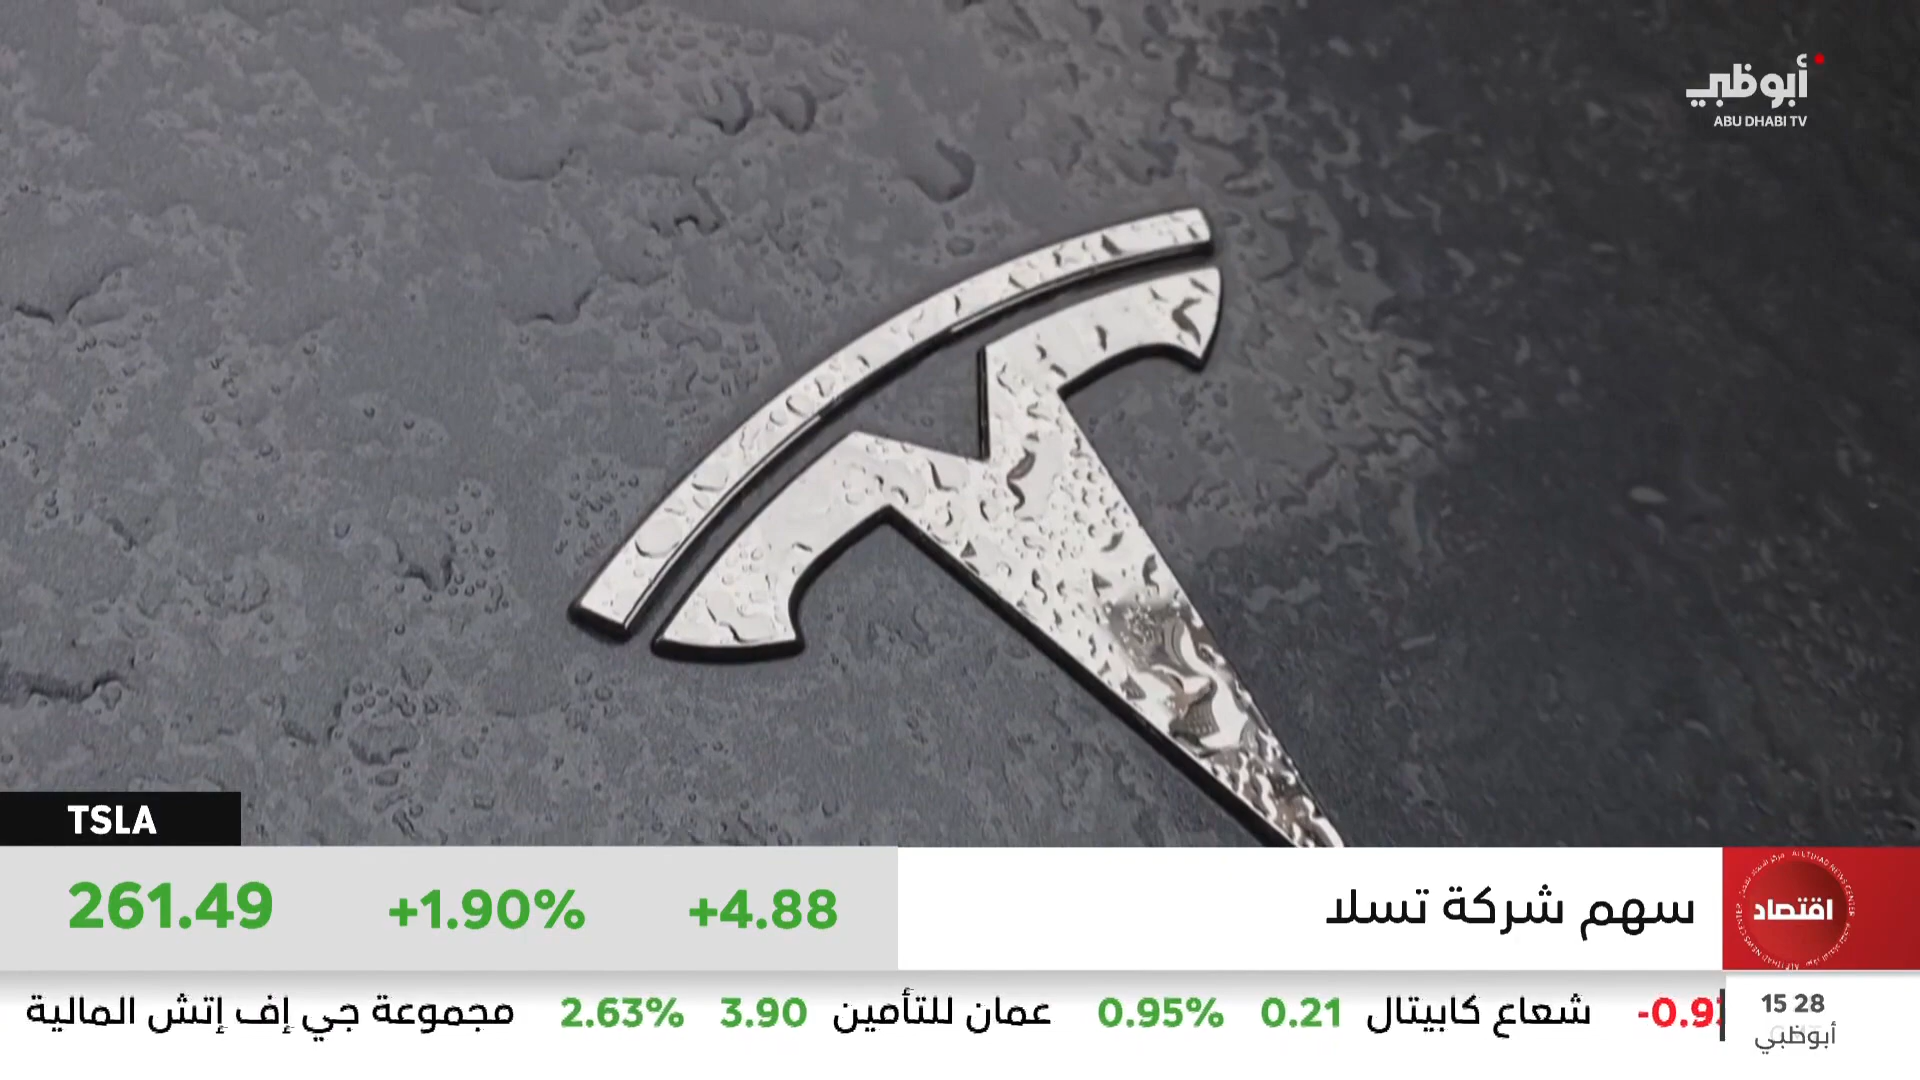 أبوظبي
ABU DHABI TV
TSLA
سهم شركة تسلا +4.88 +1.90% 261.49
اقتصاد
شعاع كابيتال 0.21 0.95% عمان للتأمين 3.90 2.63% مجموعة جي إف إتش المالية
15 28
أبوظبي